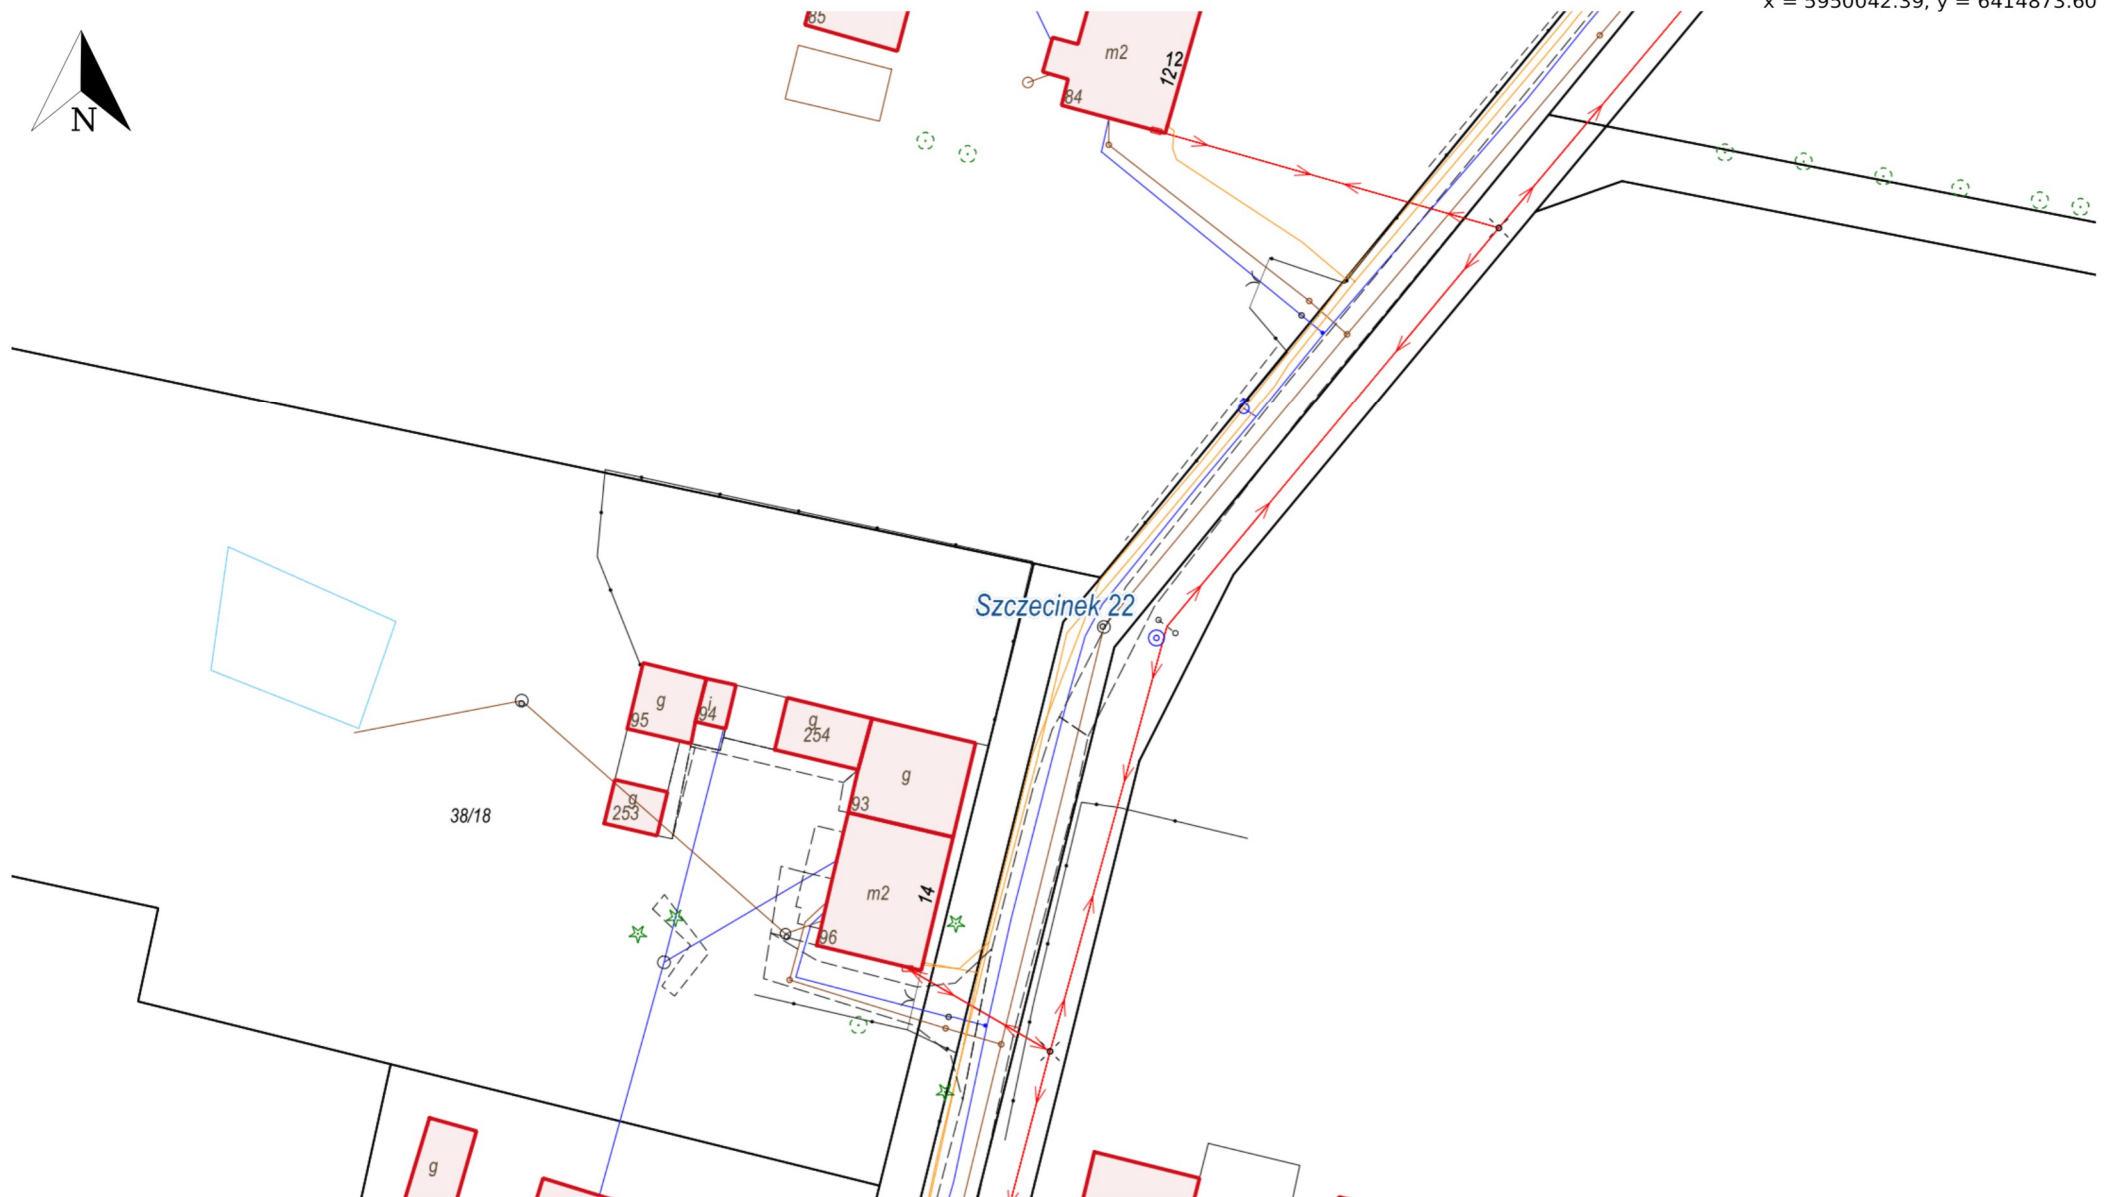 x = 5950042.39, y = 6414873.60
85
m2
12
12
84
N
Szczecinek 22
g
95
j
94
g
254
g
93
g
253
38/18
m2
14
96
g